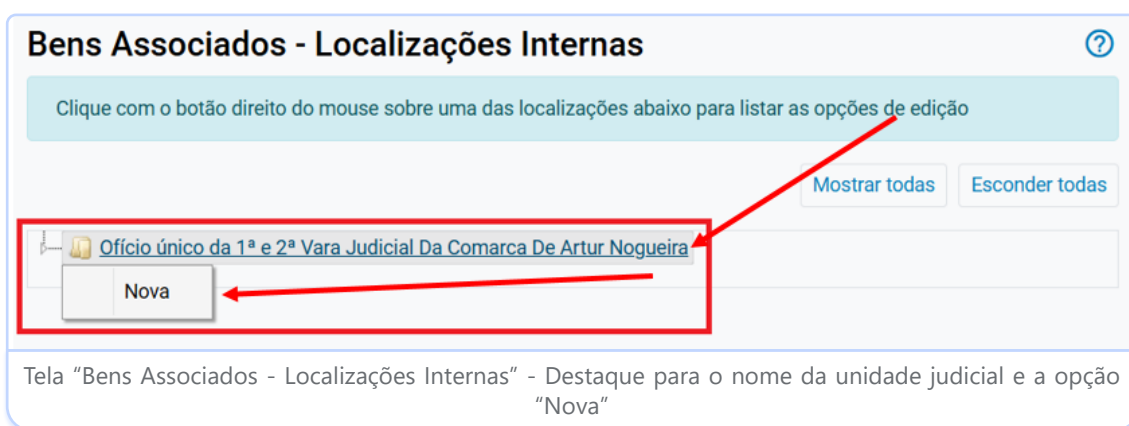 Bens Associados - Localizações Internas
Clique com o botão direito do mouse sobre uma das localizações abaixo para listar as opções de edição
Mostrar todas Esconder todas
Ofício único da 1ª e 2ª Vara Judicial Da Comarca De Artur Nogueira
Nova
Tela “Bens Associados - Localizações Internas” - Destaque para o nome da unidade judicial e a opção
“Nova”